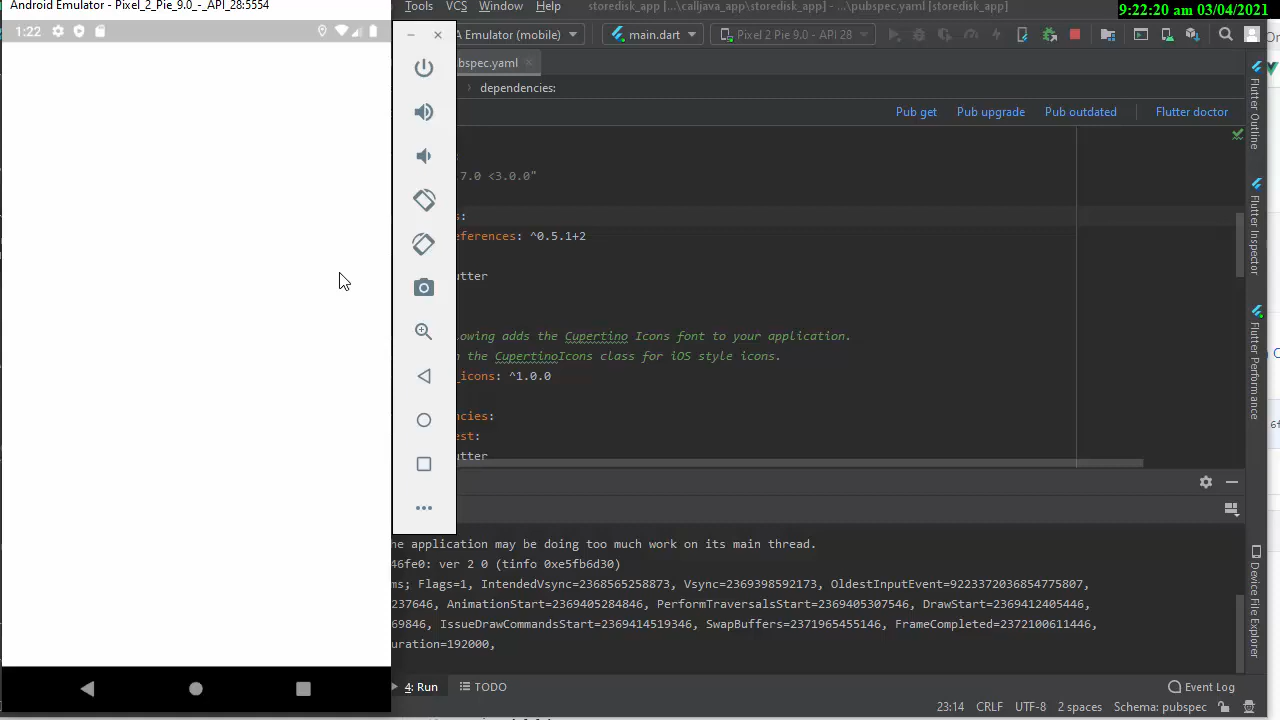 Android Emulator - Pixel_2_Pie_9.0_-_API_28:5554
1:22
Tools VCS Window Help storedisk_app [...\calljava_app\storedisk_app] - ...\pubspec.yaml [storedisk_app]
9:22:20 am 03/04/2021
A Emulator (mobile) main.dart Pixel 2 Pie 9.0 - API 28
bspec.yaml
dependencies:
Pub get Pub upgrade Pub outdated Flutter doctor
:
7.0 <3.0.0"
s:
eferences: ^0.5.1+2
utter
owing adds the Cupertino Icons font to your application.
n the CupertinoIcons class for iOS style icons.
_icons: ^1.0.0
ncies:
est:
utter
Flutter Outline
Flutter Inspector
Flutter Performance
Device File Explorer
he application may be doing too much work on its main thread.
46fe0: ver 2 0 (tinfo 0xe5fb6d30)
ms; Flags=1, IntendedVsync=2368565258873, Vsync=2369398592173, OldestInputEvent=9223372036854775807,
237646, AnimationStart=2369405284846, PerformTraversalsStart=2369405307546, DrawStart=2369412405446,
69846, IssueDrawCommandsStart=2369414519346, SwapBuffers=2371965455146, FrameCompleted=2372100611446,
uration=192000,
4: Run TODO Event Log
23:14 CRLF UTF-8 2 spaces Schema: pubspec